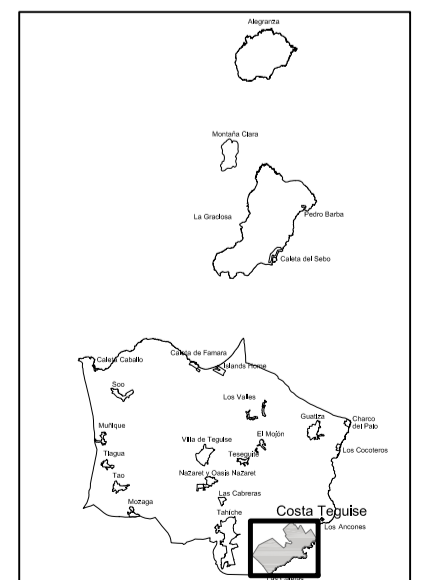 Alegranza
Montaña Clara
La Graciosa
Pedro Barba
Caleta del Sebo
Caleta de Famara
Caleta Caballo
Islands Home
Soo
Los Valles
Guatiza
Charco
del Palo
Muñique
Villa de Teguise
El Mojón
Los Cocoteros
Tiagua
Teseguite
Nazaret y Oasis Nazaret
Tao
Las Cabreras
Mozaga
Tahiche
Costa Teguise
Los Ancones